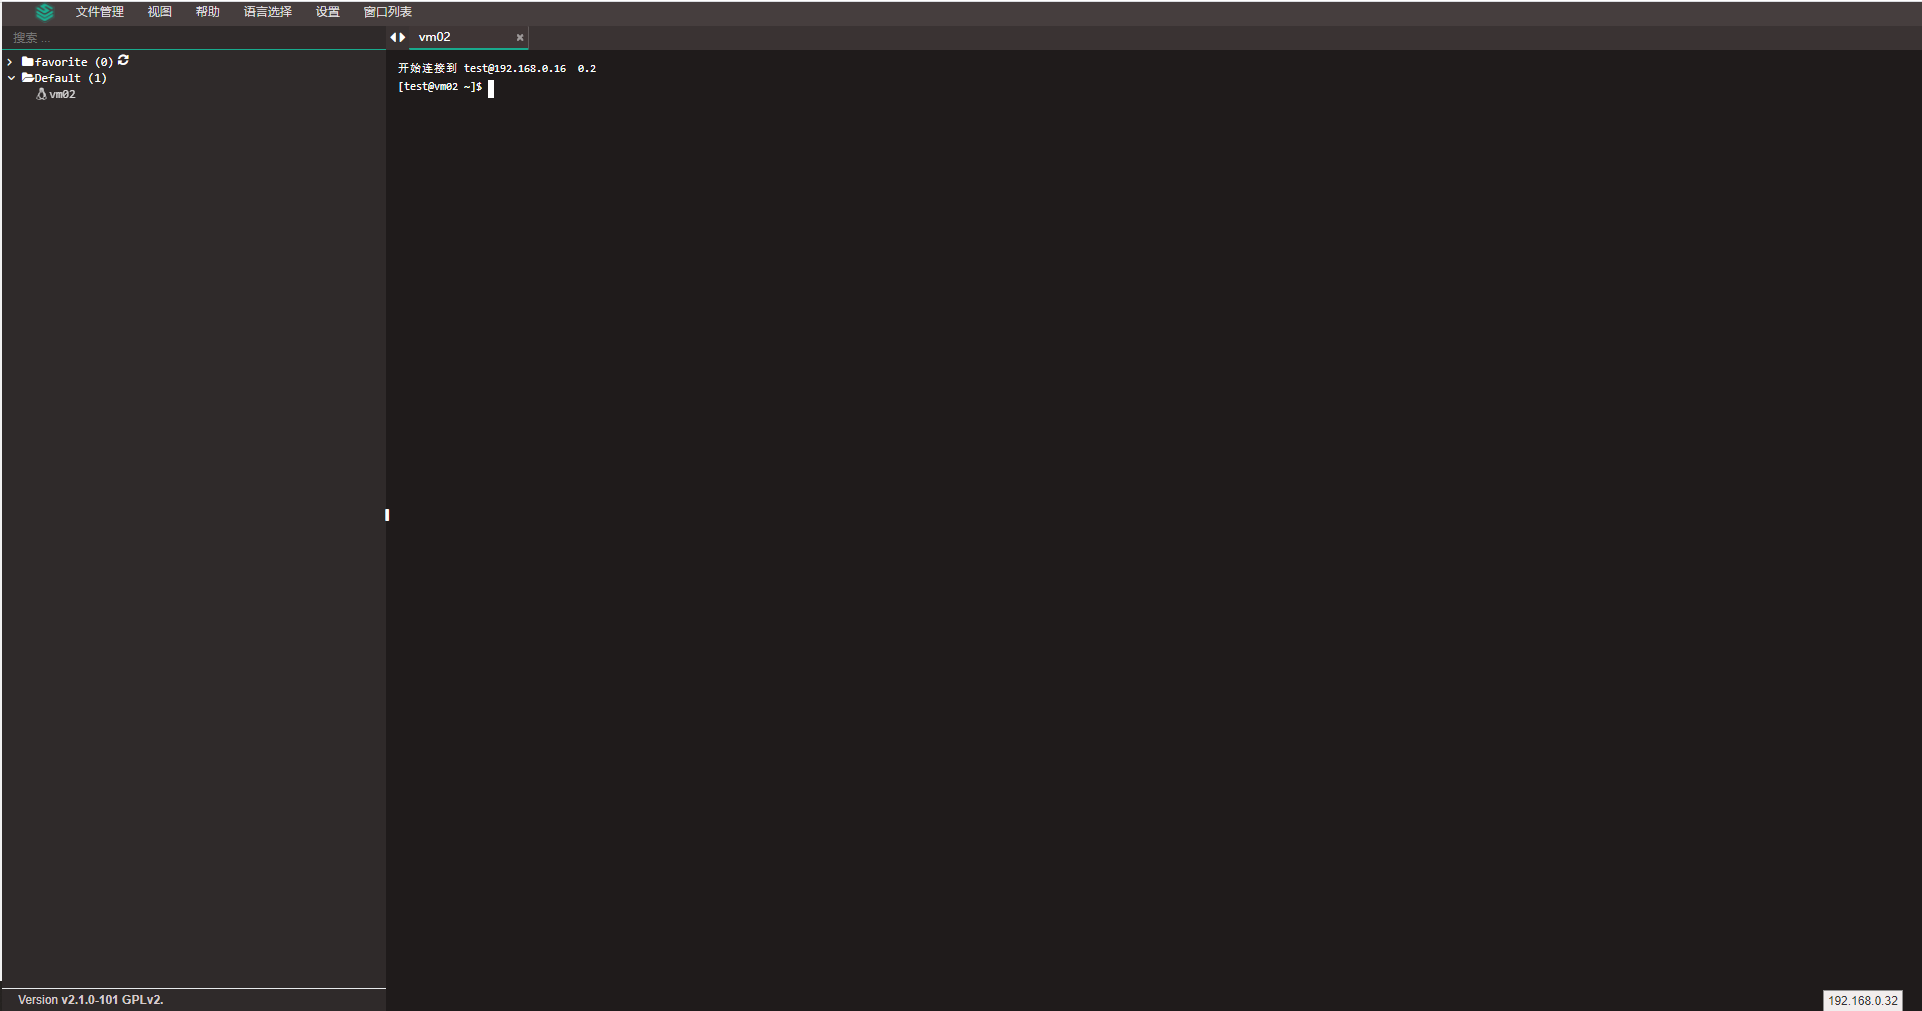 文件管理 视图 帮助 语言选择 设置 窗口列表
搜索 ...
favorite (0)
Default (1)
vm02
vm02
开始连接到 test@192.168.0.16 0.2
[test@vm02 ~]$
Version v2.1.0-101 GPLv2.
192.168.0.32